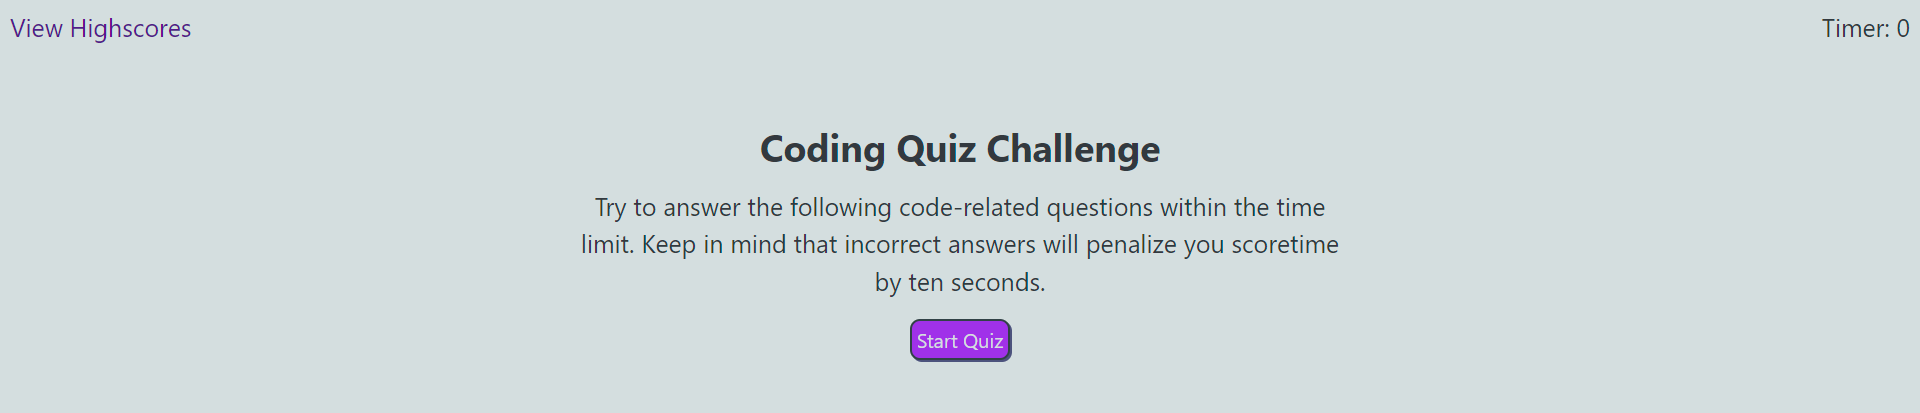 View Highscores
Timer: 0
Coding Quiz Challenge
Try to answer the following code-related questions within the time
limit. Keep in mind that incorrect answers will penalize you scoretime
by ten seconds.
Start Quiz